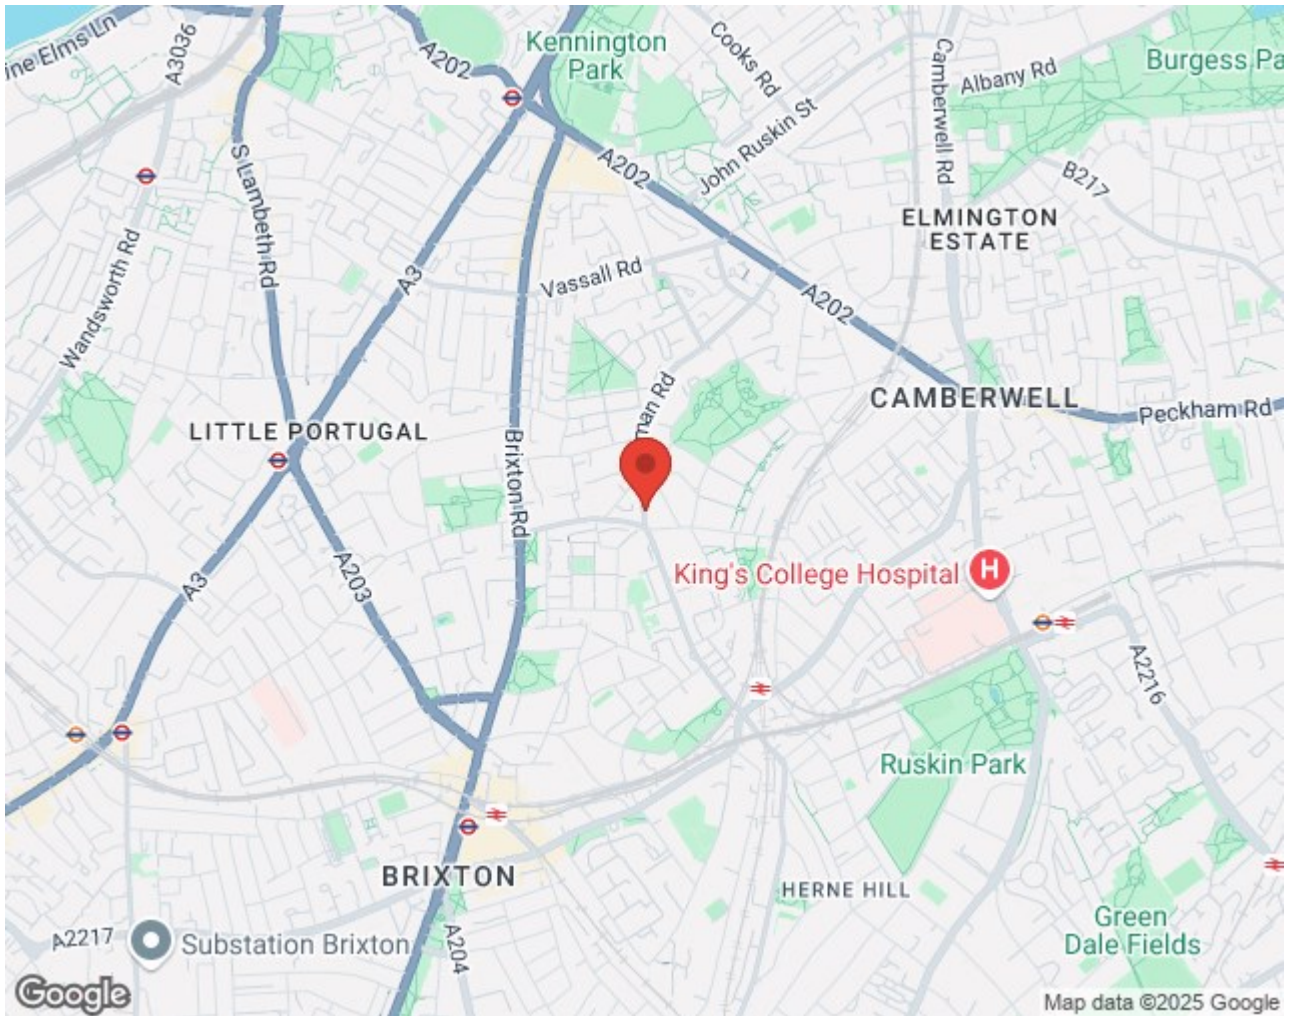 ine Elms Ln
A3036
A202
Kennington
Park
Cooks Rd
Camberwell Rd
Albany Rd
Burgess Pa
John Ruskin St
A202
B217
S Lambeth Rd
ELMINGTON
ESTATE
Wandsworth Rd
A3
Vassall Rd
A202
man Rd
CAMBERWELL
Peckham Rd
LITTLE PORTUGAL
Brixton Rd
A3
A203
King's College Hospital
H
A2216
Ruskin Park
BRIXTON
HERNE HILL
Green
Dale Fields
A2217
Substation Brixton
A204
Google
Map data ©2025 Google